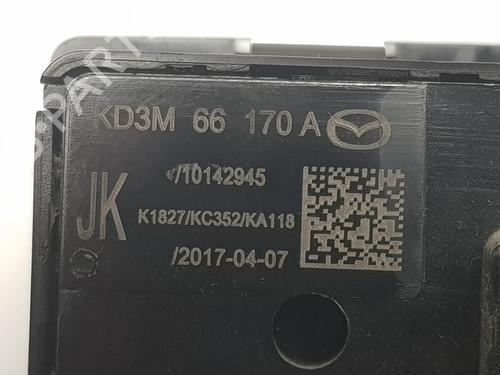 KD3M 66 170 A
/10142945
JK
K1827/KC352/KA118
/2017-04-07